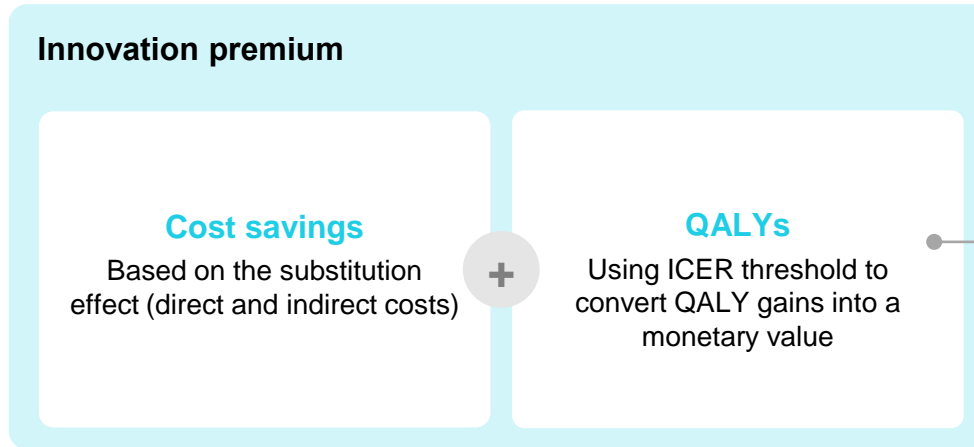 Innovation premium
Cost savings
Based on the substitution
effect (direct and indirect costs)
+
QALYs
Using ICER threshold to
convert QALY gains into a
monetary value